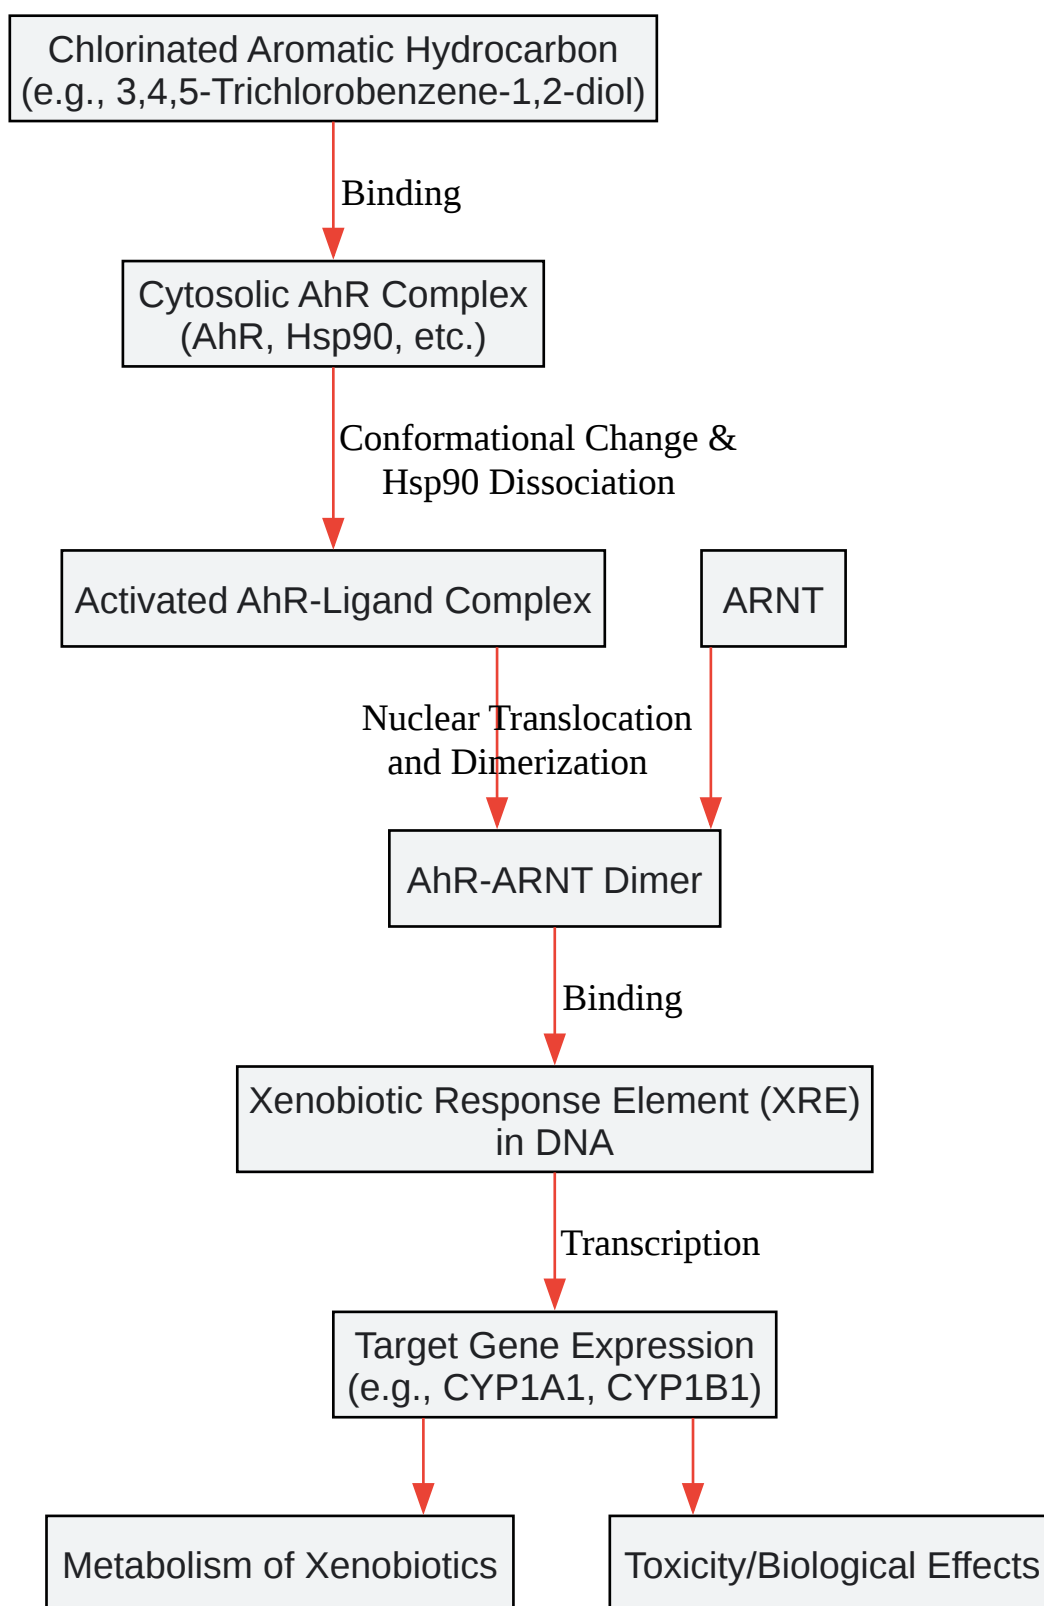 Chlorinated Aromatic Hydrocarbon
(e.g., 3,4,5-Trichlorobenzene-1,2-diol)
Binding
Cytosolic AhR Complex
(AhR, Hsp90, etc.)
Conformational Change &
Hsp90 Dissociation
Activated AhR-Ligand Complex
ARNT
Nuclear Translocation
and Dimerization
AhR-ARNT Dimer
Binding
Xenobiotic Response Element (XRE)
in DNA
Transcription
Target Gene Expression
(e.g., CYP1A1, CYP1B1)
Metabolism of Xenobiotics
Toxicity/Biological Effects